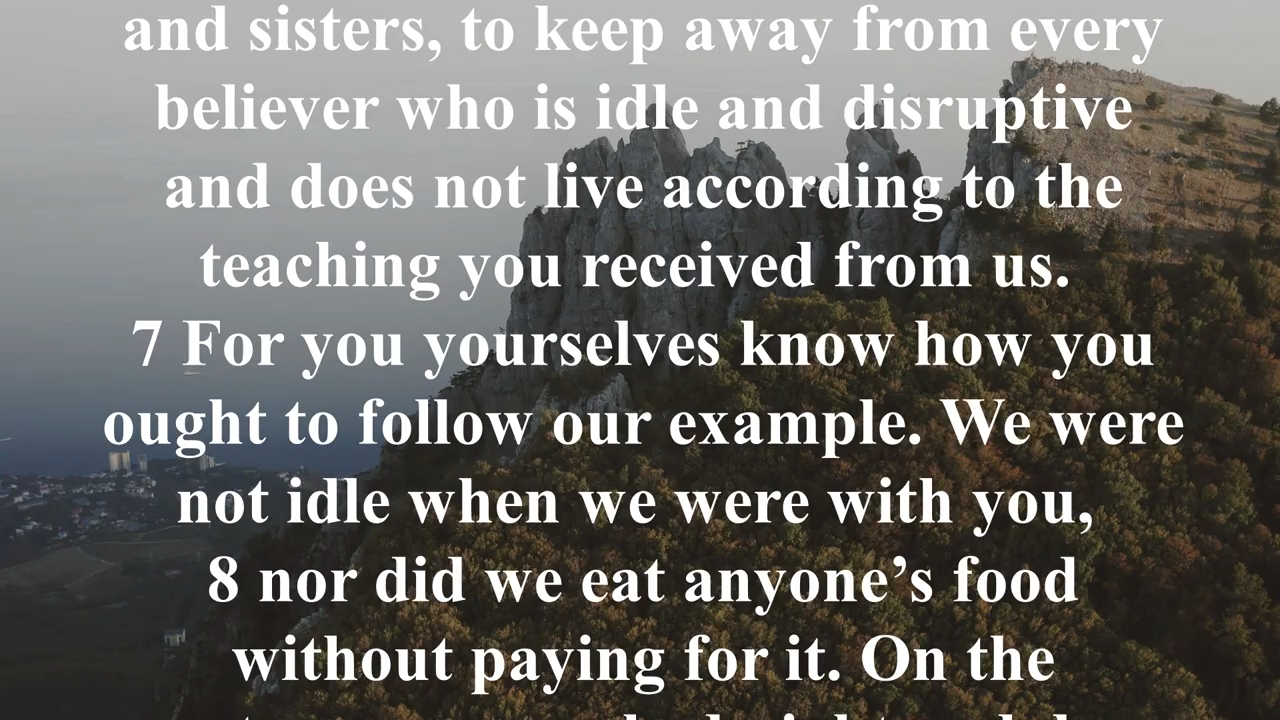 and sisters, to keep away from every
believer who is idle and disruptive
and does not live according to the
teaching you received from us.
7 For you yourselves know how you
ought to follow our example. We were
not idle when we were with you,
8 nor did we eat anyone’s food
without paying for it. On the